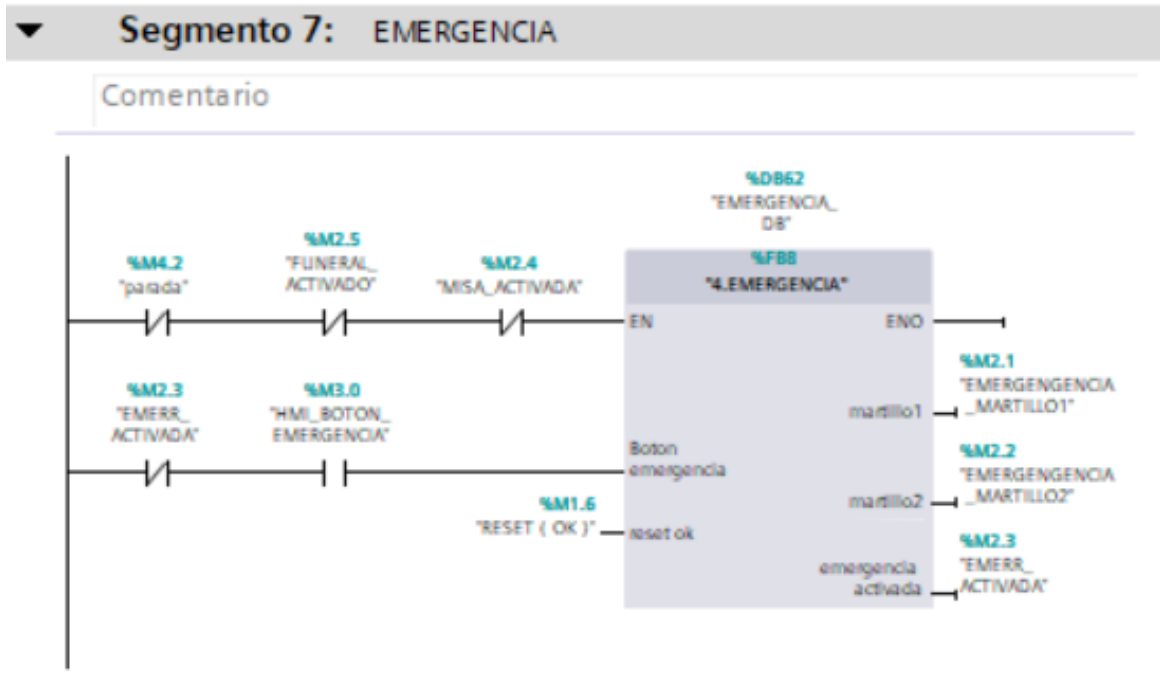 Segmento 7: EMERGENCIA
Comentario
%DB62
"EMERGENCIA_
DB"
%M4.2
"parada"
%M2.5
"FUNERAL_
ACTIVADO"
%M2.4
"MISA_ACTIVADA"
%FB8
"4.EMERGENCIA"
EN
ENO
%M2.1
"EMERGENGENCIA
_MARTILLO1"
martillo1
%M2.3
"EMERR_
ACTIVADA"
%M3.0
"HMI_BOTON_
EMERGENCIA"
Boton
emergencia
%M2.2
"EMERGENGENCIA
_MARTILLO2"
martillo2
%M1.6
"RESET ( OK )"
reset ok
%M2.3
"EMERR_
ACTIVADA"
emergencia
activada